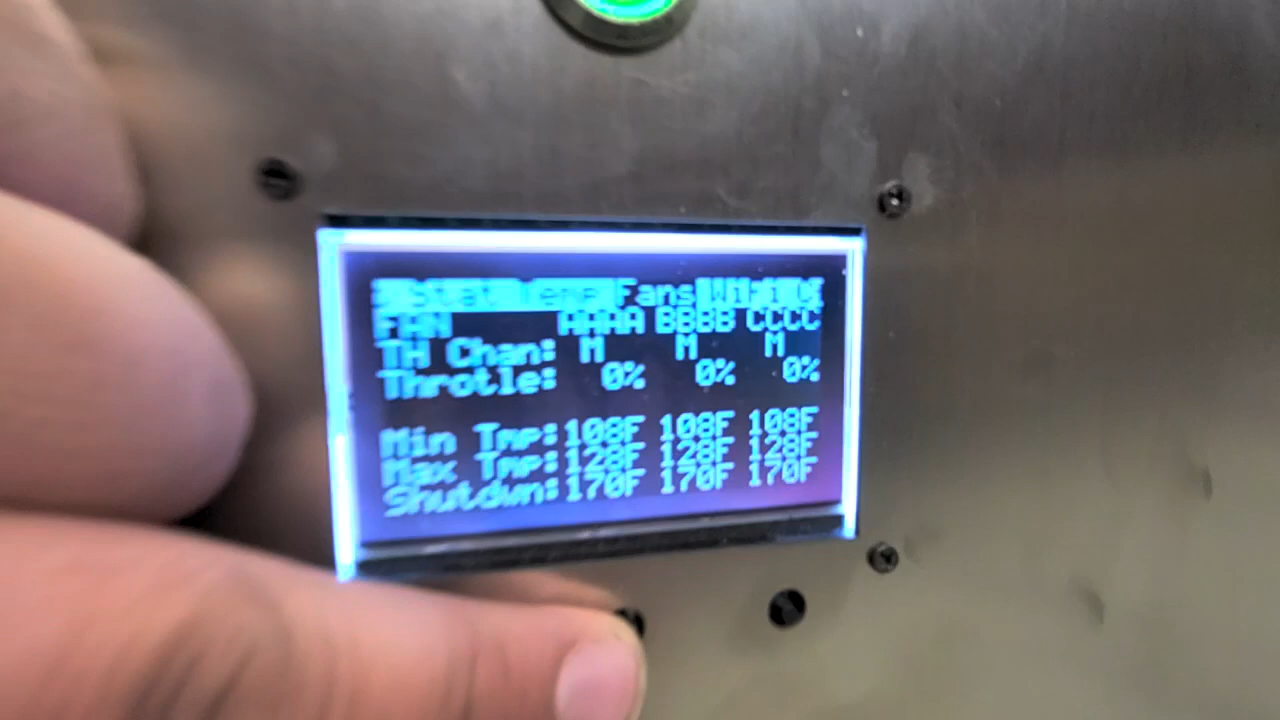 Fans
FAN AAAA BBBB CCCC
TH Chan: M M M
Throtle: 0% 0% 0%
Min Tmp: 108F 108F 108F
Max Tmp: 128F 128F 128F
Shutdwn: 170F 170F 170F